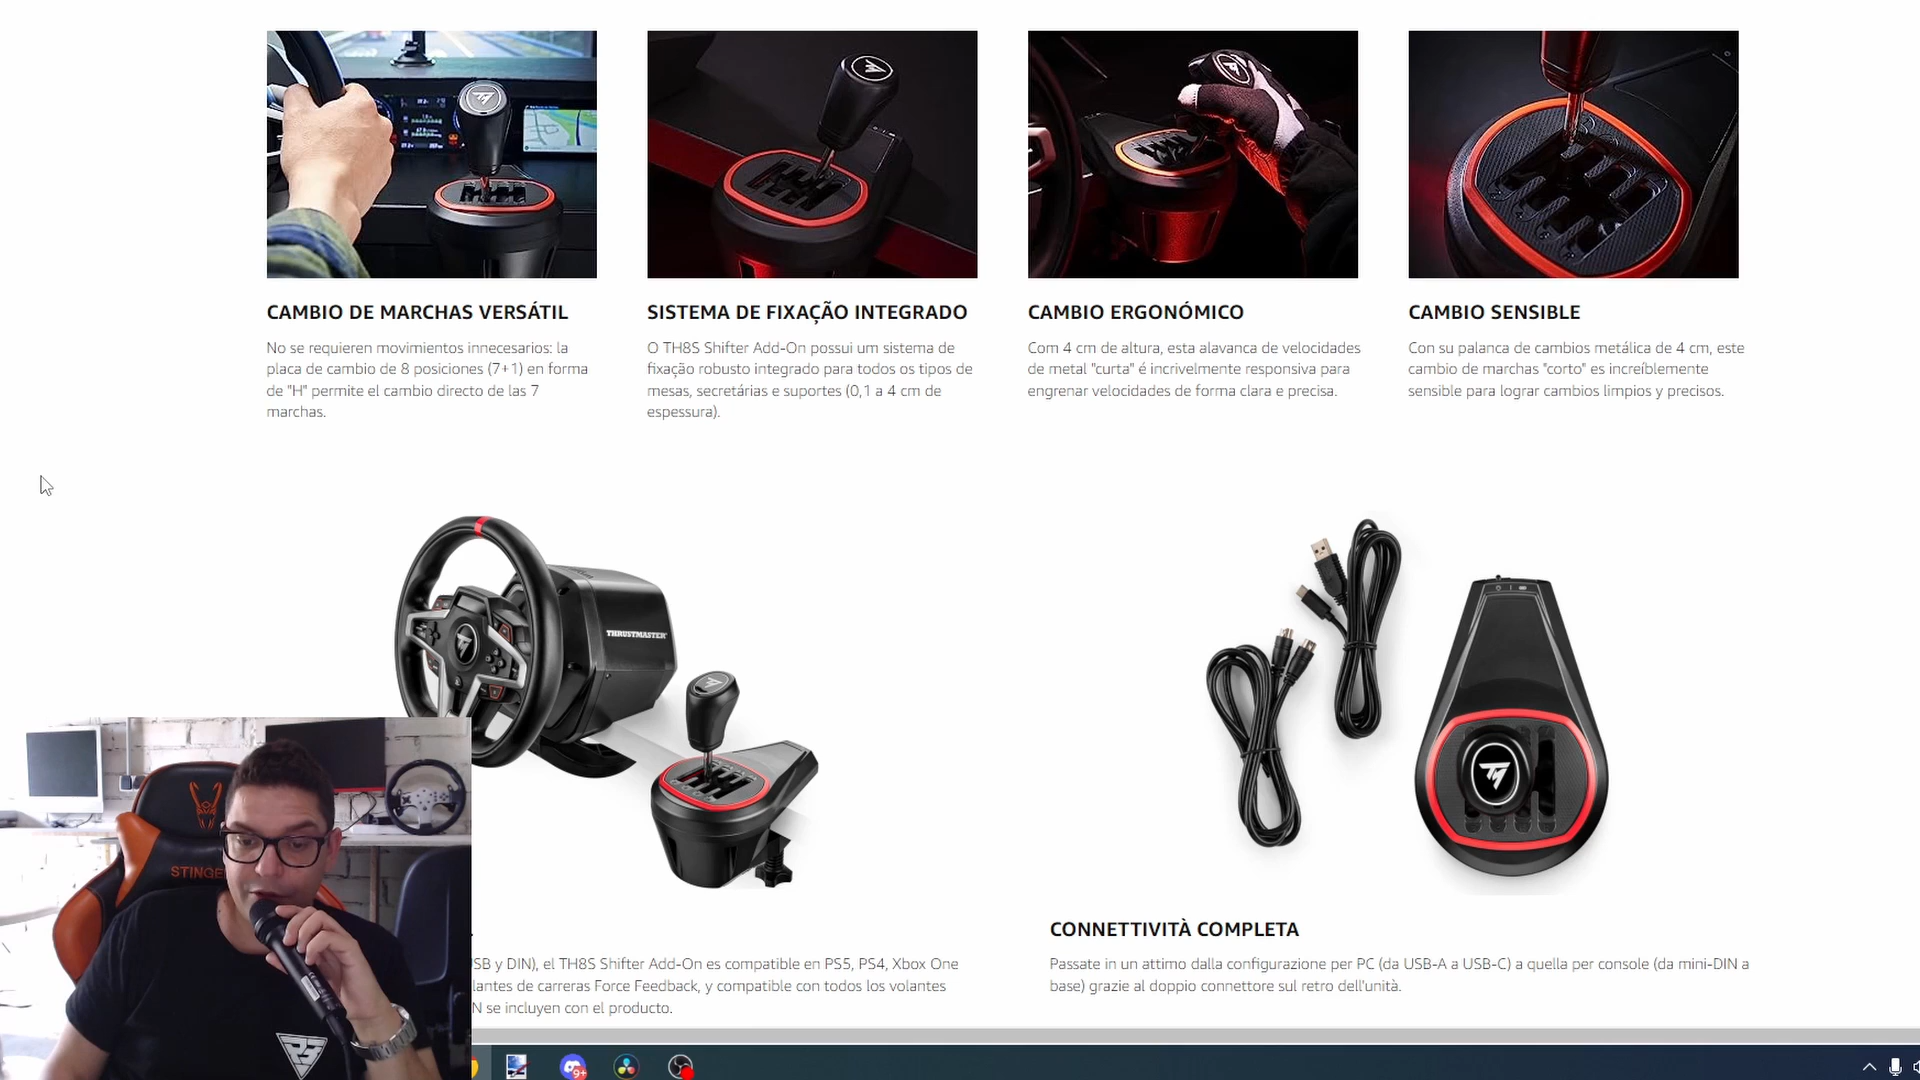 CAMBIO DE MARCHAS VERSÁTIL
No se requieren movimientos innecesarios: la
placa de cambio de 8 posiciones (7+1) en forma
de "H" permite el cambio directo de las 7
marchas.
SISTEMA DE FIXAÇÃO INTEGRADO
O TH8S Shifter Add-On possui um sistema de
fixação robusto integrado para todos os tipos de
mesas, secretárias e suportes (0,1 a 4 cm de
espessura).
CAMBIO ERGONÓMICO
Com 4 cm de altura, esta alavanca de velocidades
de metal "curta" é incrivelmente responsiva para
engrenar velocidades de forma clara e precisa.
CAMBIO SENSIBLE
Con su palanca de cambios metálica de 4 cm, este
cambio de marchas "corto" es increíblemente
sensible para lograr cambios limpios y precisos.
THRUSTMASTER
STINGE
SB y DIN), el TH8S Shifter Add-On es compatible en PS5, PS4, Xbox One
lantes de carreras Force Feedback, y compatible con todos los volantes
N se incluyen con el producto.
CONNETTIVITÀ COMPLETA
Passate in un attimo dalla configurazione per PC (da USB-A a USB-C) a quella per console (da mini-DIN a
base) grazie al doppio connettore sul retro dell'unità.
9+